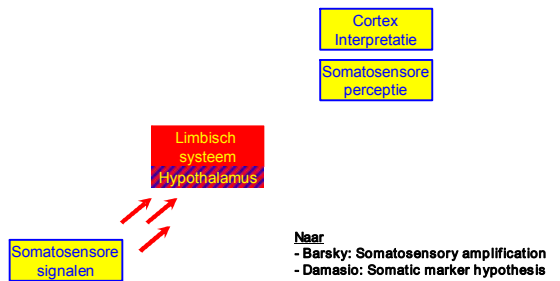 Cortex
Interpretatie
Somatosensore
perceptie
Limbisch
systeem
Hypothalamus
Somatosensore
signalen
Naar
- Barsky: Somatosensory amplification
- Damasio: Somatic marker hypothesis